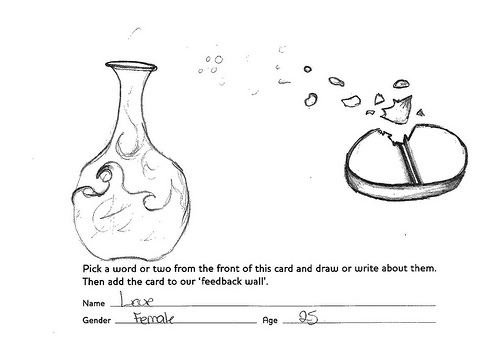 Pick a word or two from the front of this card and draw or write about them.
Then add the card to our 'feedback wall'.
Name
Gender Female Age 25